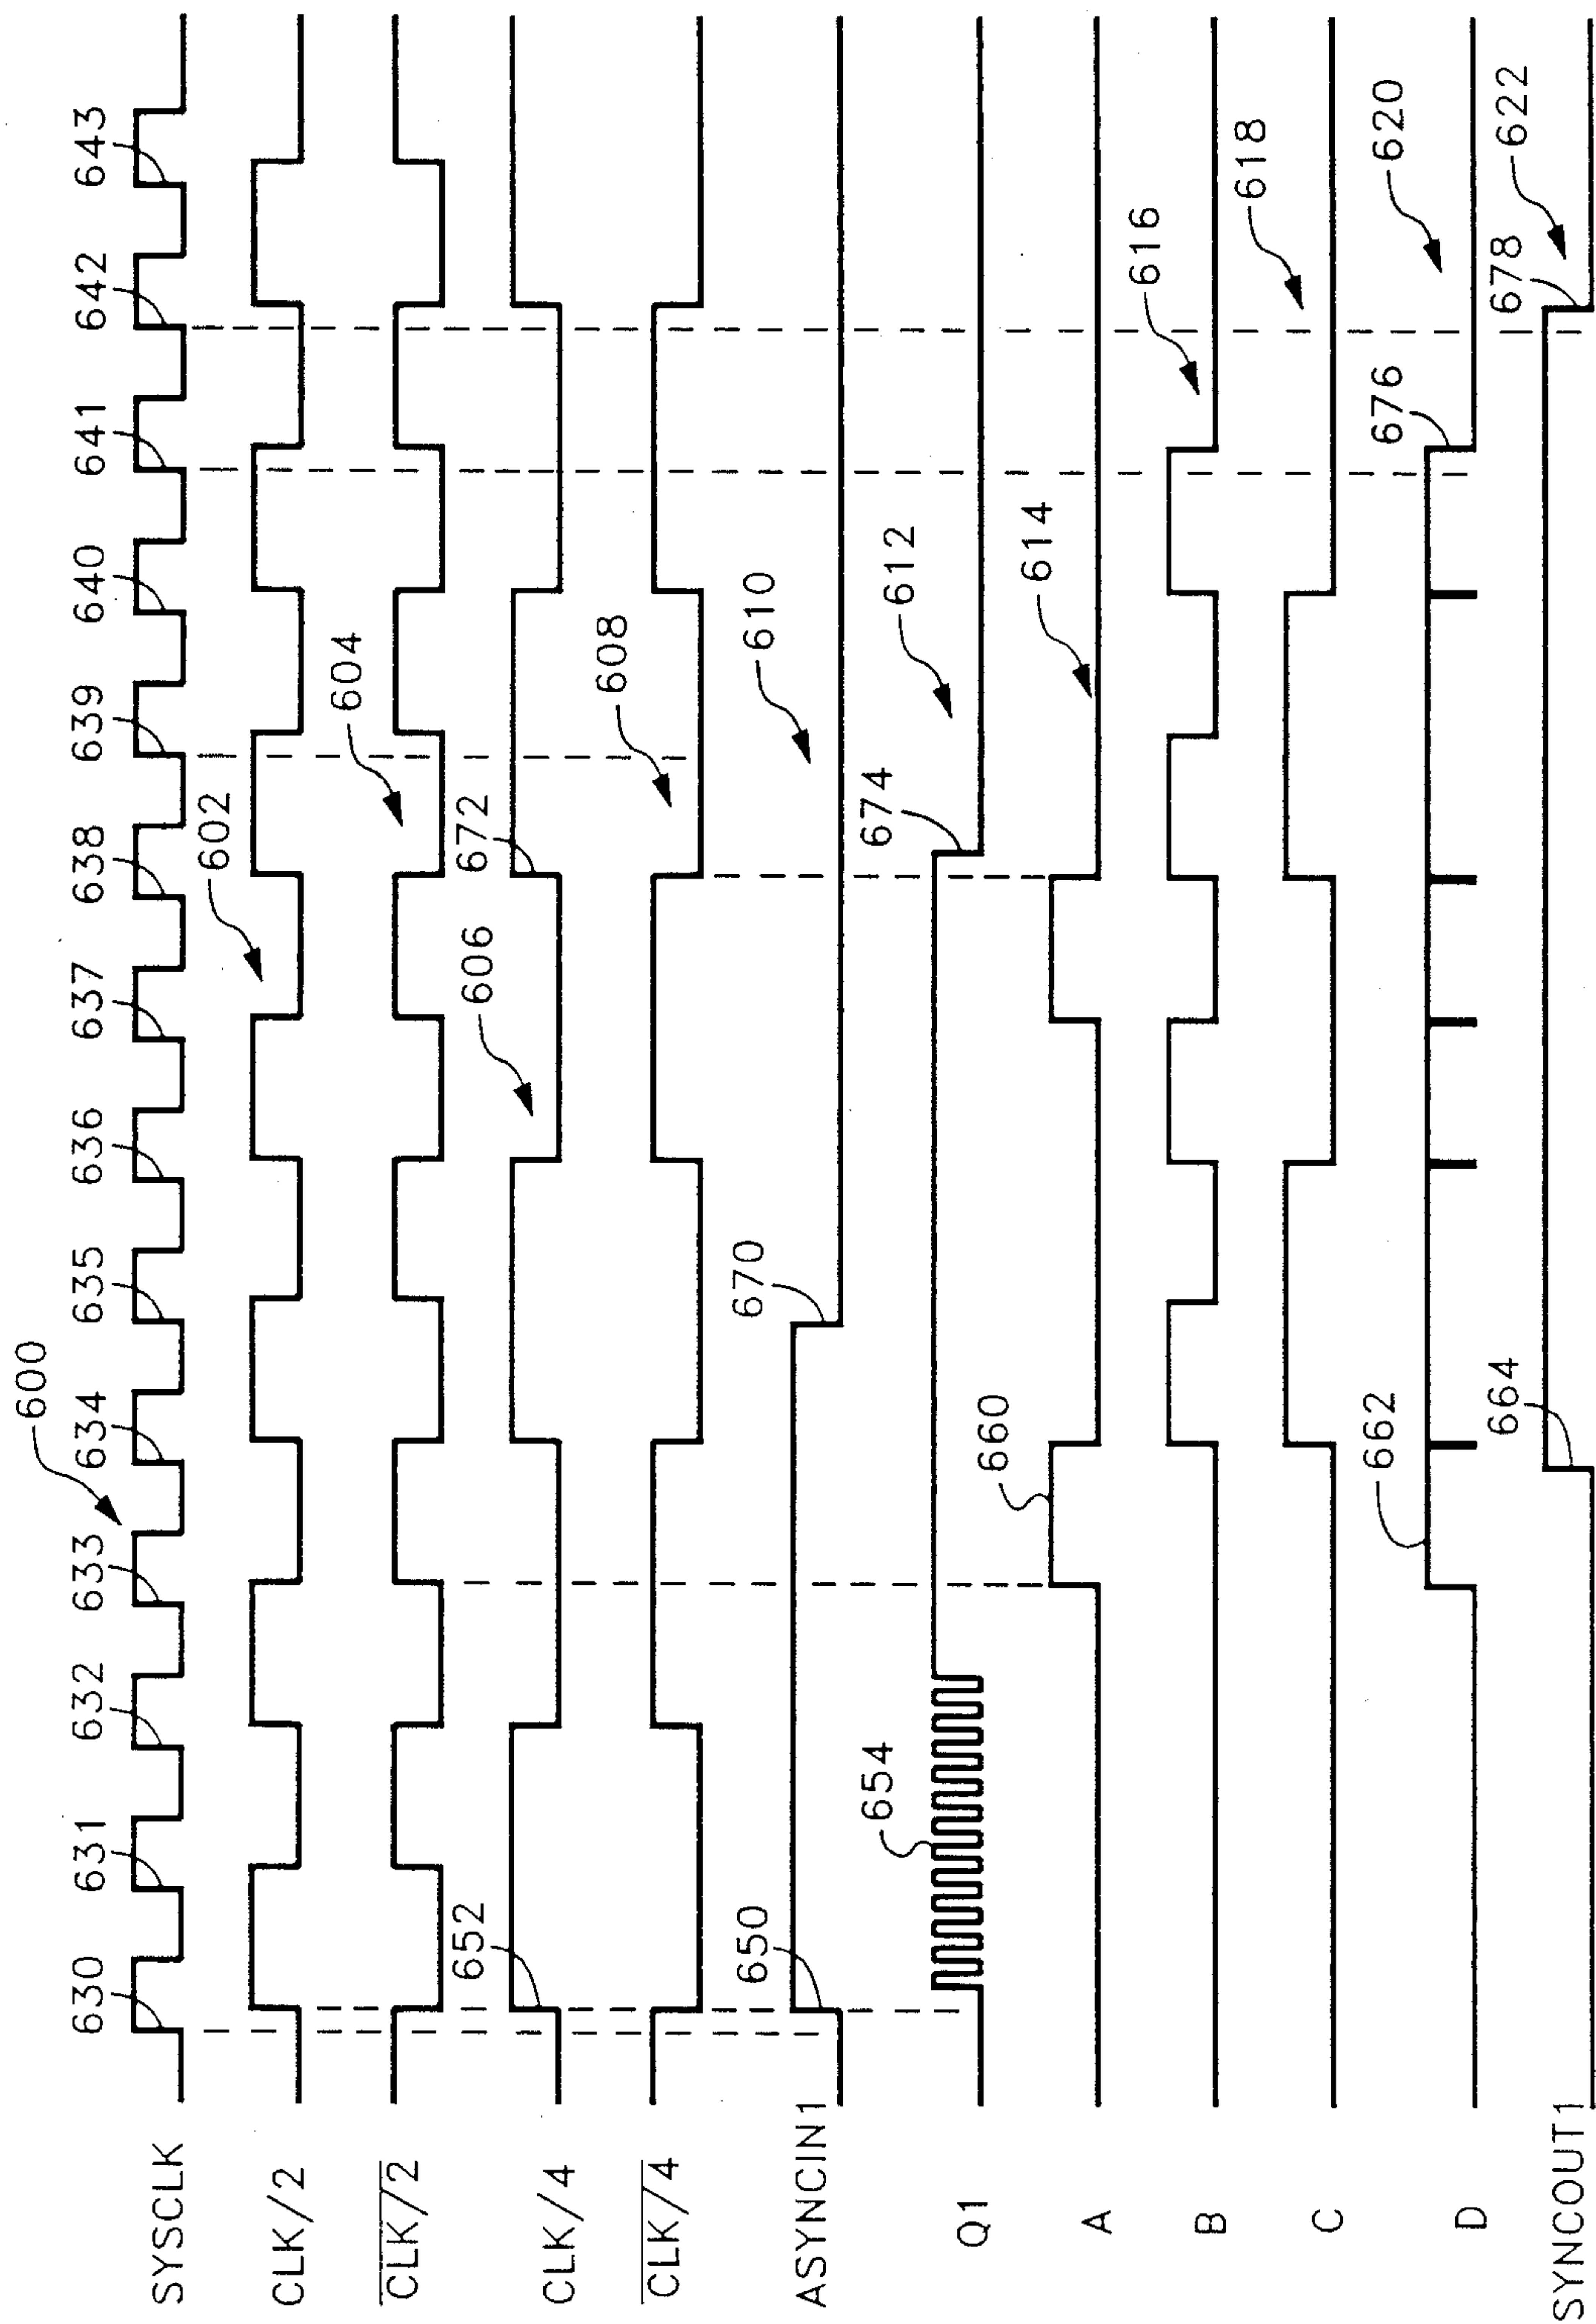 600
630 631 632 633 634 635 636 637 638 639 640 641 642 643
SYSCLK
602
CLK/2
604
CLK/2
652
606
672
CLK/4
608
CLK/4
650
670
610
ASYNCIN1
654
674
612
Q1
660
614
A
616
B
618
C
662
676
620
D
664
678
622
SYNCOUT1